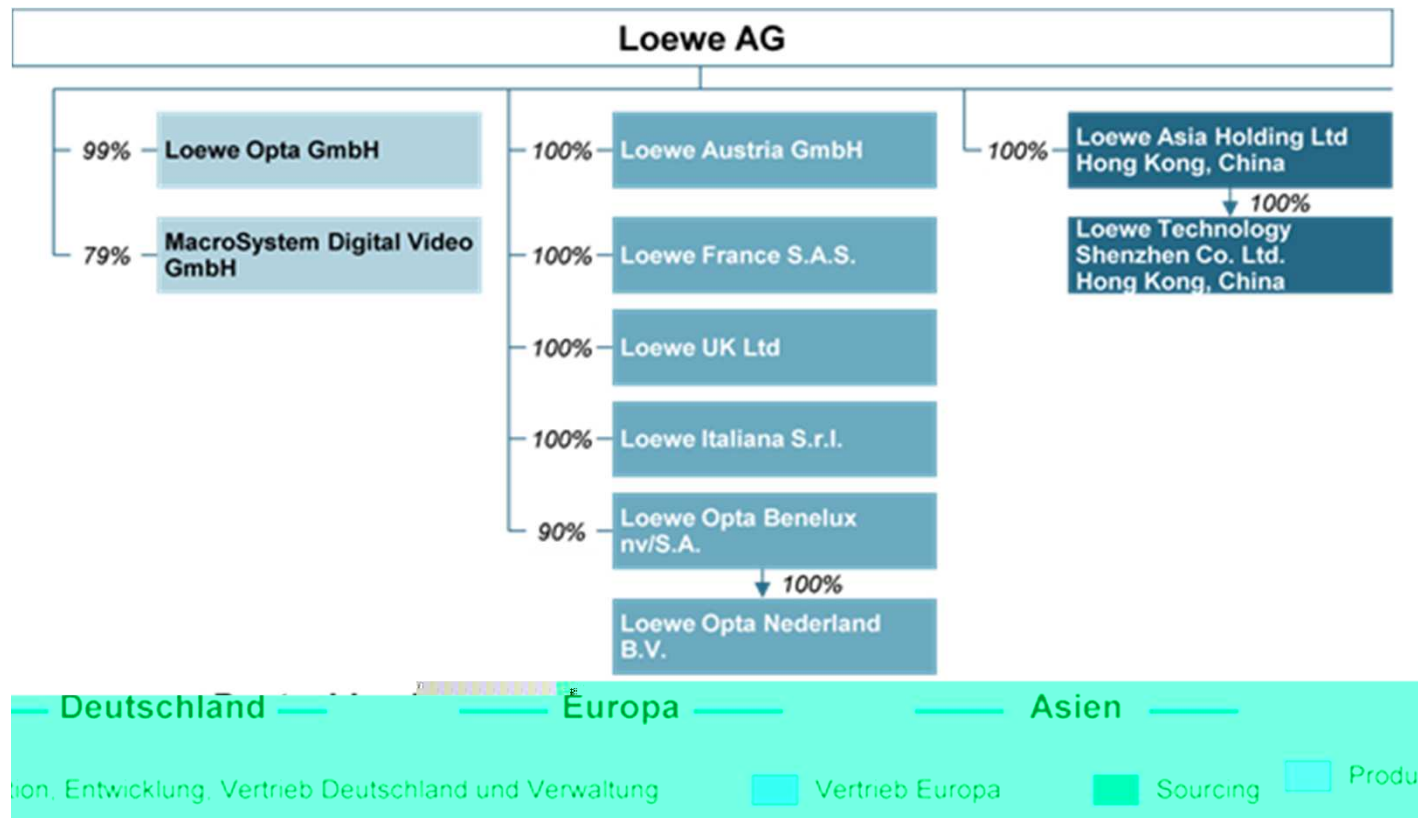 Loewe AG
99%
Loewe Opta GmbH
79%
MacroSystem Digital Video
GmbH
100%
Loewe Austria GmbH
100%
Loewe France S.A.S.
100%
Loewe UK Ltd
100%
Loewe Italiana S.r.l.
90%
Loewe Opta Benelux
nv/S.A.
100%
Loewe Opta Nederland
B.V.
100%
Loewe Asia Holding Ltd
Hong Kong, China
100%
Loewe Technology
Shenzhen Co. Ltd.
Hong Kong, China
Deutschland
Europa
Asien
tion, Entwicklung, Vertrieb Deutschland und Verwaltung
Vertrieb Europa
Sourcing
Produ